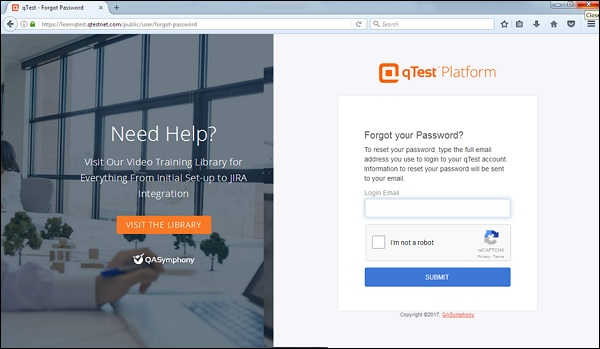 qTest - Forgot Password
Close
https://learnqtest.qtestnet.com/public/user/forgot-password
Search
qTest Platform
Need Help?
Visit Our Video Training Library for
Everything From Initial Set-up to JIRA
Integration
VISIT THE LIBRARY
QASymphony
Forgot your Password?
To reset your password, type the full email
address you use to login to your qTest account.
Information to reset your password will be sent
to your email.
Login Email
I'm not a robot
reCAPTCHA
Privacy - Terms
SUBMIT
Copyright ©2017, QASymphony